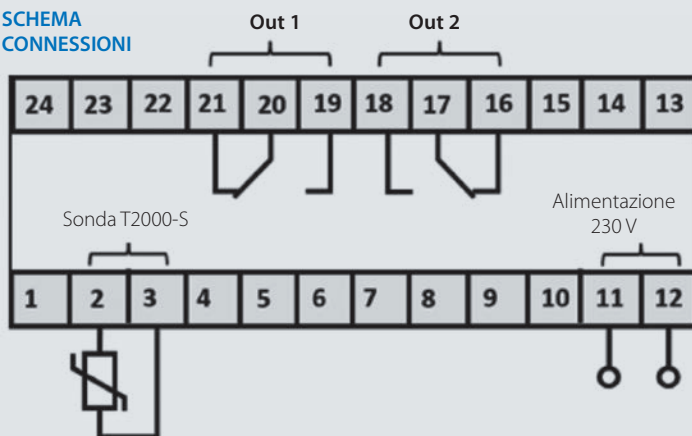 SCHEMA
CONNESSIONI
Out 1 Out 2
24 23 22 21 20 19 18 17 16 15 14 13
Sonda T2000-S
Alimentazione
230 V
1 2 3 4 5 6 7 8 9 10 11 12